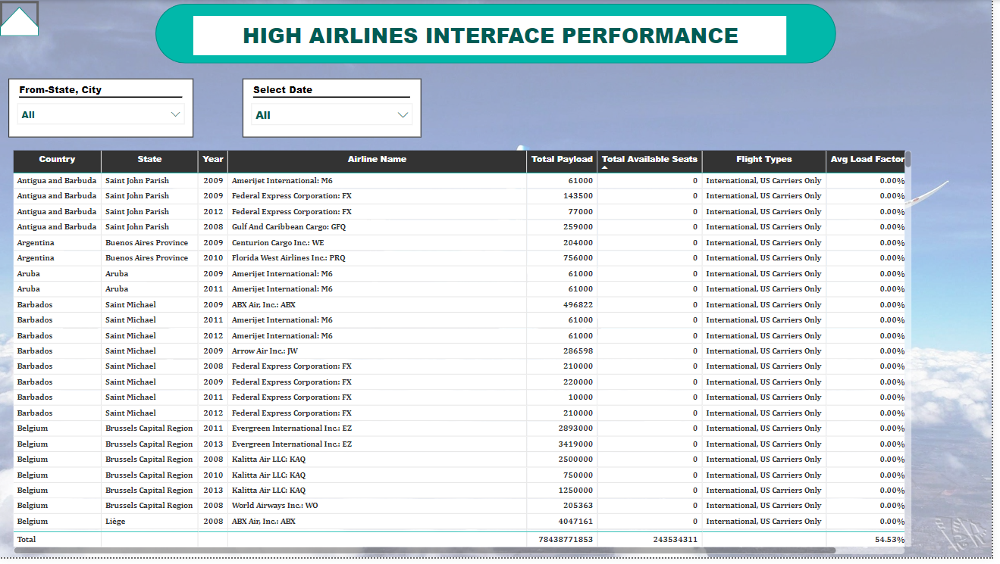 HIGH AIRLINES INTERFACE PERFORMANCE
From-State, City
All
Select Date
All
Country State Year Airline Name Total Payload Total Available Seats Flight Types Avg Load Factor
Antigua and Barbuda Saint John Parish 2009 Amerijet International: M6 61000 0 International, US Carriers Only 0.00%
Antigua and Barbuda Saint John Parish 2009 Federal Express Corporation: FX 143500 0 International, US Carriers Only 0.00%
Antigua and Barbuda Saint John Parish 2012 Federal Express Corporation: FX 77000 0 International, US Carriers Only 0.00%
Antigua and Barbuda Saint John Parish 2008 Gulf And Caribbean Cargo: GFQ 259000 0 International, US Carriers Only 0.00%
Argentina Buenos Aires Province 2009 Centurion Cargo Inc.: WE 204000 0 International, US Carriers Only 0.00%
Argentina Buenos Aires Province 2010 Florida West Airlines Inc.: PRQ 756000 0 International, US Carriers Only 0.00%
Aruba Aruba 2009 Amerijet International: M6 61000 0 International, US Carriers Only 0.00%
Aruba Aruba 2011 Amerijet International: M6 61000 0 International, US Carriers Only 0.00%
Barbados Saint Michael 2009 ABX Air, Inc.: ABX 496822 0 International, US Carriers Only 0.00%
Barbados Saint Michael 2011 Amerijet International: M6 61000 0 International, US Carriers Only 0.00%
Barbados Saint Michael 2012 Amerijet International: M6 61000 0 International, US Carriers Only 0.00%
Barbados Saint Michael 2009 Arrow Air Inc.: JW 286598 0 International, US Carriers Only 0.00%
Barbados Saint Michael 2008 Federal Express Corporation: FX 210000 0 International, US Carriers Only 0.00%
Barbados Saint Michael 2009 Federal Express Corporation: FX 220000 0 International, US Carriers Only 0.00%
Barbados Saint Michael 2011 Federal Express Corporation: FX 10000 0 International, US Carriers Only 0.00%
Barbados Saint Michael 2012 Federal Express Corporation: FX 210000 0 International, US Carriers Only 0.00%
Belgium Brussels Capital Region 2011 Evergreen International Inc.: EZ 2893000 0 International, US Carriers Only 0.00%
Belgium Brussels Capital Region 2013 Evergreen International Inc.: EZ 3419000 0 International, US Carriers Only 0.00%
Belgium Brussels Capital Region 2008 Kalitta Air LLC: KAQ 2500000 0 International, US Carriers Only 0.00%
Belgium Brussels Capital Region 2010 Kalitta Air LLC: KAQ 750000 0 International, US Carriers Only 0.00%
Belgium Brussels Capital Region 2013 Kalitta Air LLC: KAQ 1250000 0 International, US Carriers Only 0.00%
Belgium Brussels Capital Region 2008 World Airways Inc.: WO 205363 0 International, US Carriers Only 0.00%
Belgium Liège 2008 ABX Air, Inc.: ABX 4047161 0 International, US Carriers Only 0.00%
Total 78438771853 243534311 54.53%